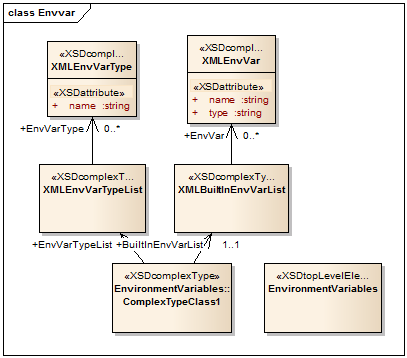 class Envvar
«XSDcompl...
XMLEnvVarType
«XSDattribute»
+ name :string
«XSDcompl...
XMLEnvVar
«XSDattribute»
+ name :string
+ type :string
+EnvVarType 0..*
+EnvVar 0..*
«XSDcomplexT...
XMLEnvVarTypeList
«XSDcomplexTy...
XMLBuiltInEnvVarList
+EnvVarTypeList +BuiltInEnvVarList 1..1
«XSDcomplexType»
EnvironmentVariables::
ComplexTypeClass1
«XSDtopLevelEle...
EnvironmentVariables